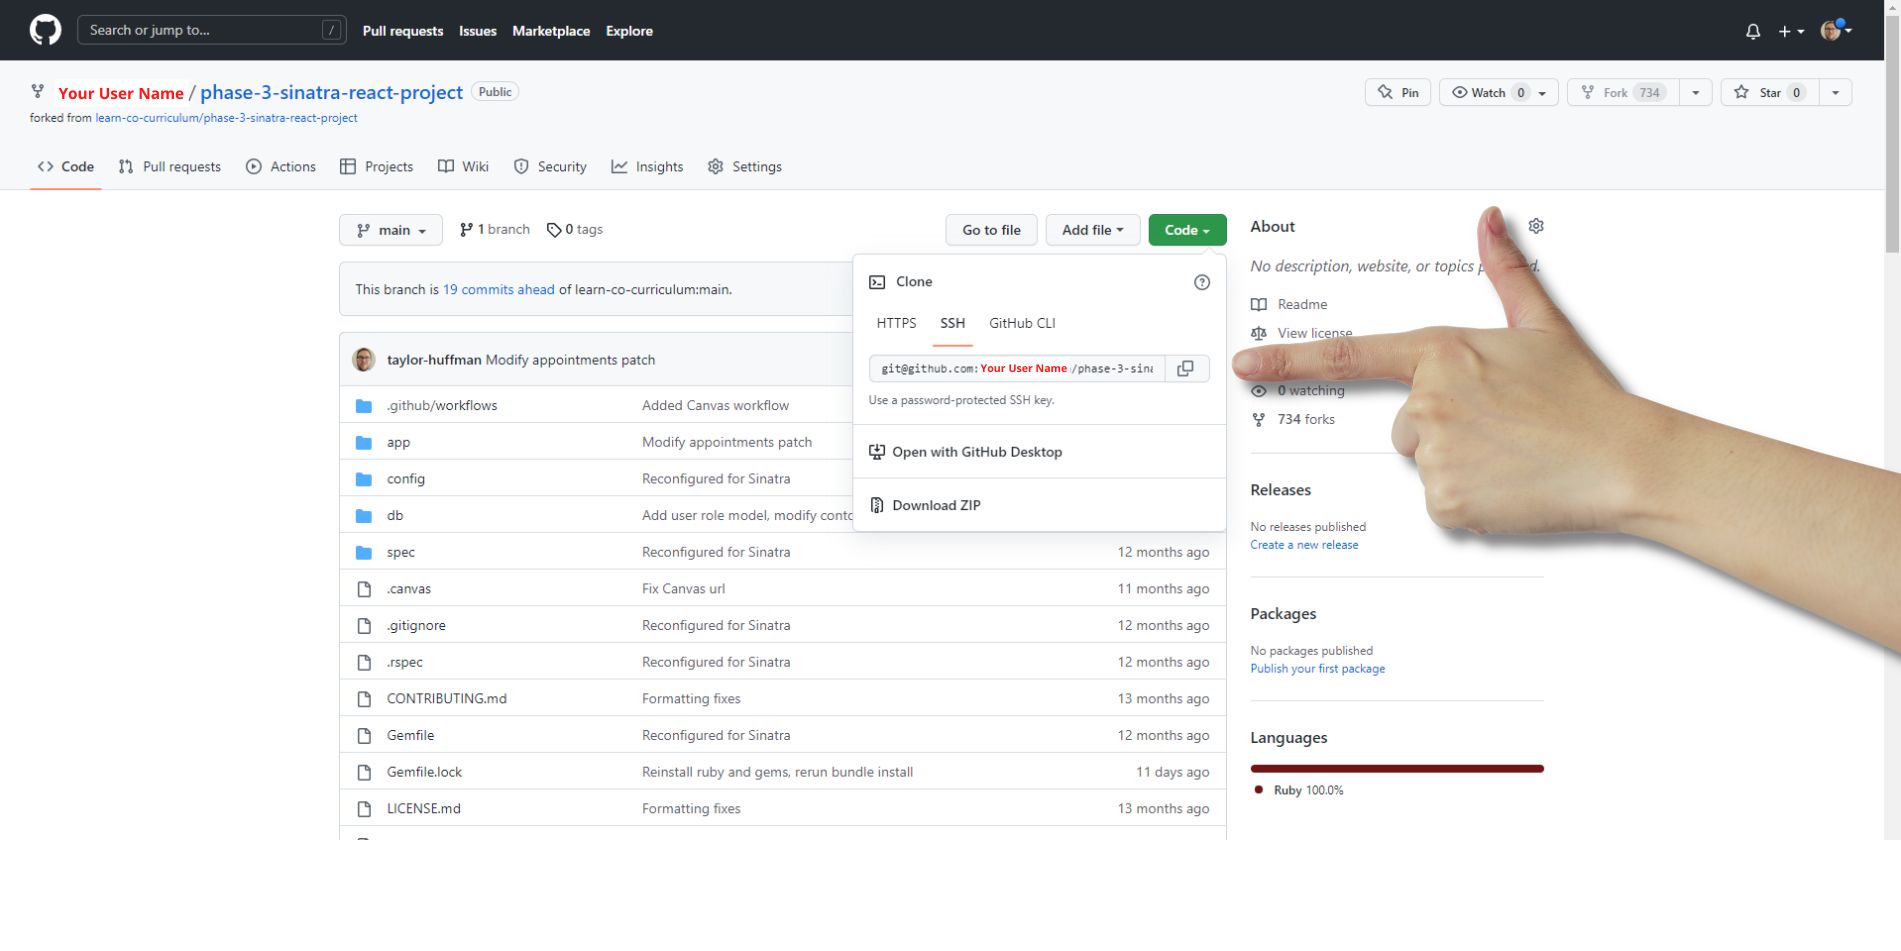 Search or jump to... /
Pull requests Issues Marketplace Explore
Your User Name / phase-3-sinatra-react-project Public
Pin Watch 0 Fork 734 Star 0
forked from learn-co-curriculum/phase-3-sinatra-react-project
Code Pull requests Actions Projects Wiki Security Insights Settings
main 1 branch 0 tags
Go to file Add file Code
This branch is 19 commits ahead of learn-co-curriculum:main.
Clone
HTTPS SSH GitHub CLI
git@github.com: Your User Name /phase-3-sina
Use a password-protected SSH key.
Open with GitHub Desktop
Download ZIP
taylor-huffman Modify appointments patch
.github/workflows Added Canvas workflow
app Modify appointments patch
config Reconfigured for Sinatra
db Add user role model, modify
spec Reconfigured for Sinatra 12 months ago
.canvas Fix Canvas url 11 months ago
.gitignore Reconfigured for Sinatra 12 months ago
.rspec Reconfigured for Sinatra 12 months ago
CONTRIBUTING.md Formatting fixes 13 months ago
Gemfile Reconfigured for Sinatra 12 months ago
Gemfile.lock Reinstall ruby and gems, rerun bundle install 11 days ago
LICENSE.md Formatting fixes 13 months ago
About
No description, website, or topics
Readme
View license
0 watching
734 forks
Releases
No releases published
Create a new release
Packages
No packages published
Publish your first package
Languages
Ruby 100.0%